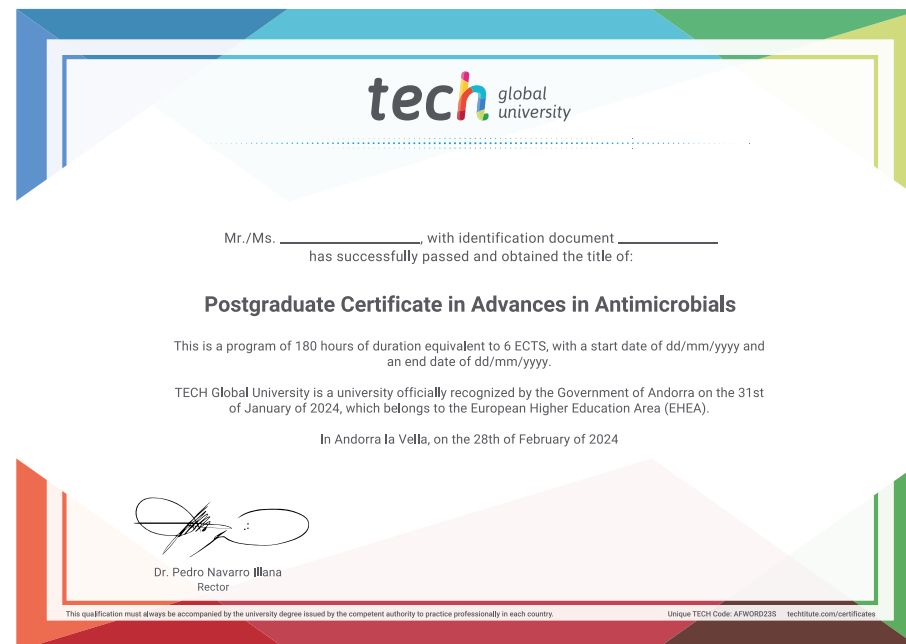 tech global university
Mr./Ms. ____________________, with identification document ______________
has successfully passed and obtained the title of:
Postgraduate Certificate in Advances in Antimicrobials
This is a program of 180 hours of duration equivalent to 6 ECTS, with a start date of dd/mm/yyyy and
an end date of dd/mm/yyyy.
TECH Global University is a university officially recognized by the Government of Andorra on the 31st
of January of 2024, which belongs to the European Higher Education Area (EHEA).
In Andorra la Vella, on the 28th of February of 2024
Dr. Pedro Navarro Illana
Rector
This qualification must always be accompanied by the university degree issued by the competent authority to practice professionally in each country. Unique TECH Code: AFWORD23S techtitute.com/certificates